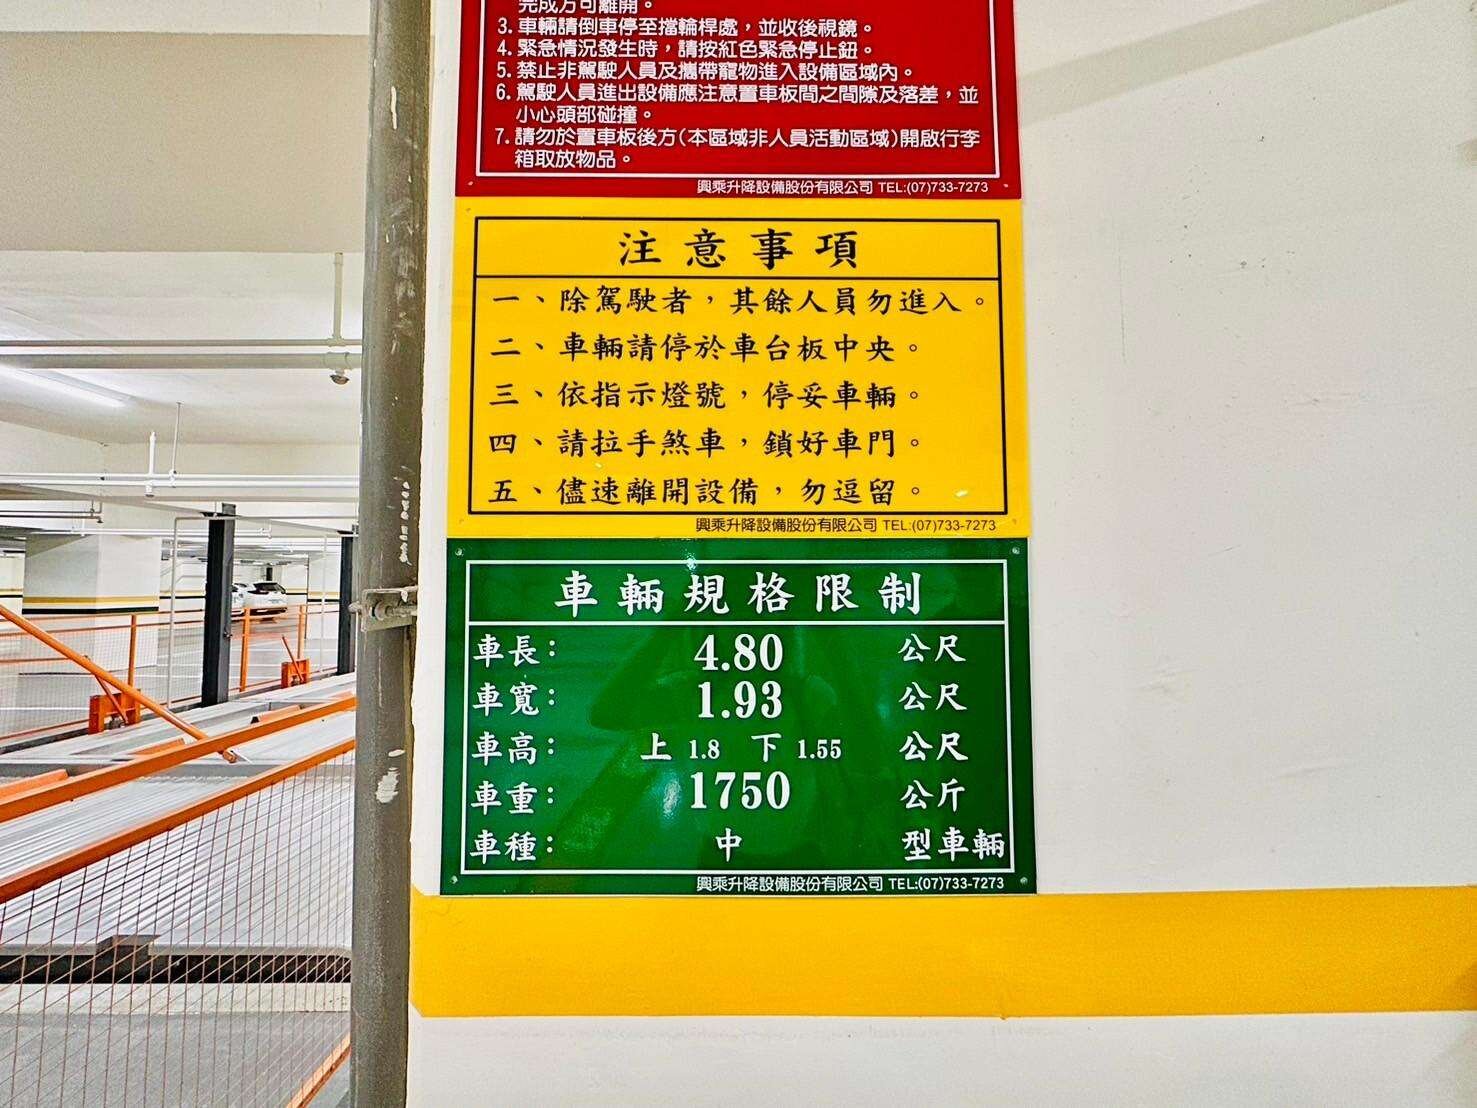 完成方可離開。
3. 車輛請倒車停至擋輪桿處，並收後視鏡。
4. 緊急情況發生時，請按紅色緊急停止鈕。
5. 禁止非駕駛人員及攜帶寵物進入設備區域內。
6. 駕駛人員進出設備應注意置車板間之間隙及落差，並
小心頭部碰撞。
7. 請勿於置車板後方(本區域非人員活動區域)開啟行李
箱取放物品。
興乘升降設備股份有限公司 TEL:(07)733-7273
注意事項
一、除駕駛者，其餘人員勿進入。
二、車輛請停於車台板中央。
三、依指示燈號，停妥車輛。
四、請拉手煞車，鎖好車門。
五、儘速離開設備，勿逗留。
興乘升降設備股份有限公司 TEL:(07)733-7273
車輛規格限制
車長： 4.80 公尺
車寬： 1.93 公尺
車高： 上 1.8 下 1.55 公尺
車重： 1750 公斤
車種： 中 型車輛
興乘升降設備股份有限公司 TEL:(07)733-7273